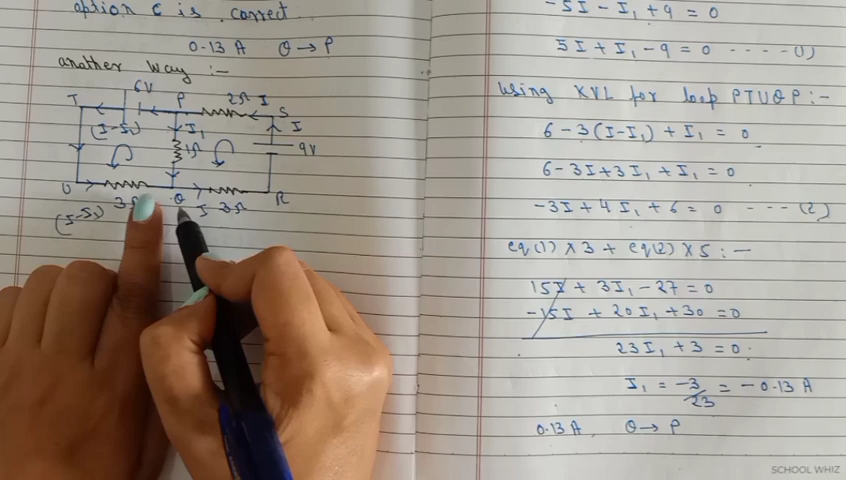 option c is correct
0.13 A Q → P
another way :-
6V
T P 2Ω I S
(I-I₁) I₁ I
1Ω 9V
U 3Ω Q I 3Ω R
(I-I₁)
-5I - I₁ + 9 = 0
5I + I₁ - 9 = 0 ---- (1)
using KVL for loop PTUQP :-
6 - 3(I-I₁) + I₁ = 0
6 - 3I + 3I₁ + I₁ = 0
-3I + 4I₁ + 6 = 0 --- (2)
eq(1) × 3 + eq(2) × 5 :-
15I + 3I₁ - 27 = 0
-15I + 20I₁ + 30 = 0
23I₁ + 3 = 0
I₁ = -3/23 = -0.13 A
0.13 A Q → P
SCHOOL WHIZ